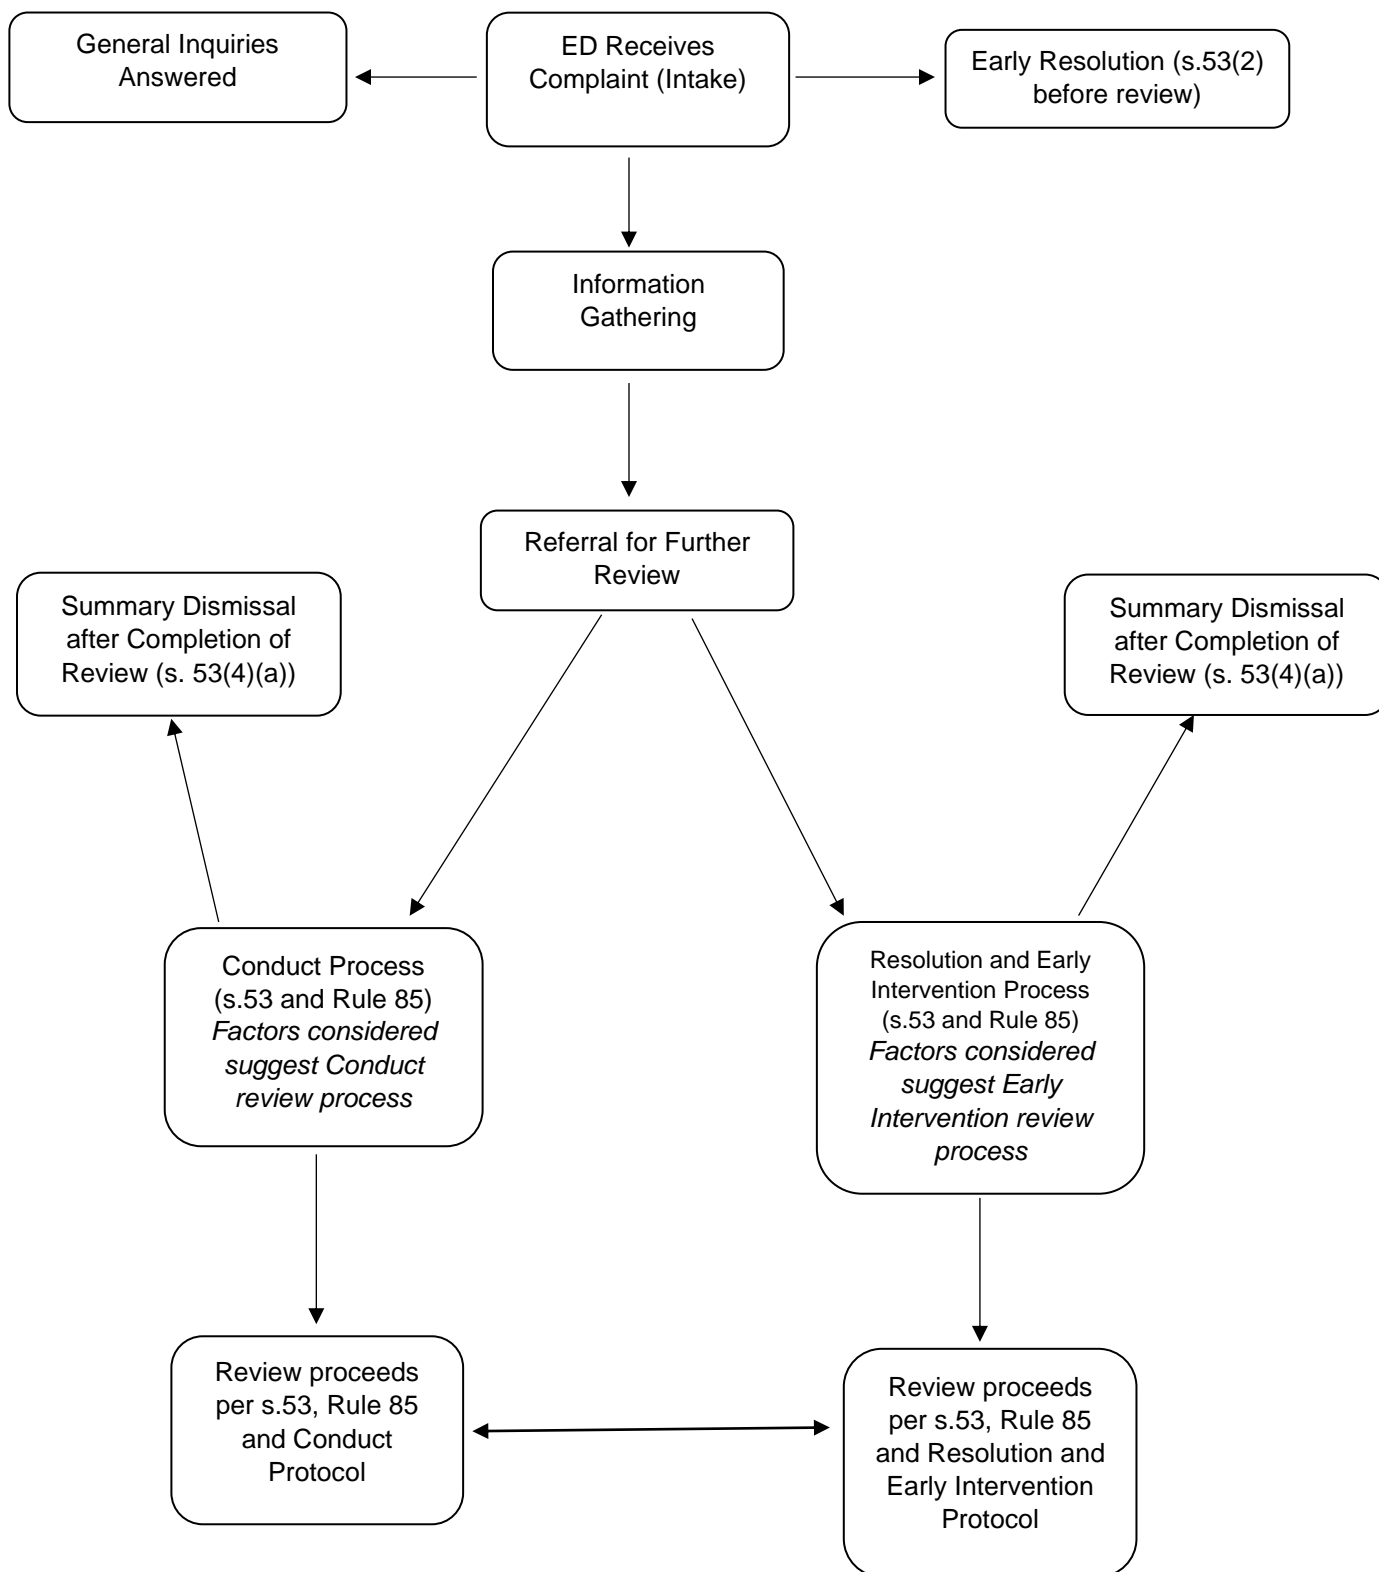 General Inquiries
Answered
ED Receives
Complaint (Intake)
Early Resolution (s.53(2)
before review)
Information
Gathering
Referral for Further
Review
Summary Dismissal
after Completion of
Review (s. 53(4)(a))
Summary Dismissal
after Completion of
Review (s. 53(4)(a))
Conduct Process
(s.53 and Rule 85)
Factors considered
suggest Conduct
review process
Resolution and Early
Intervention Process
(s.53 and Rule 85)
Factors considered
suggest Early
Intervention review
process
Review proceeds
per s.53, Rule 85
and Conduct
Protocol
Review proceeds
per s.53, Rule 85
and Resolution and
Early Intervention
Protocol